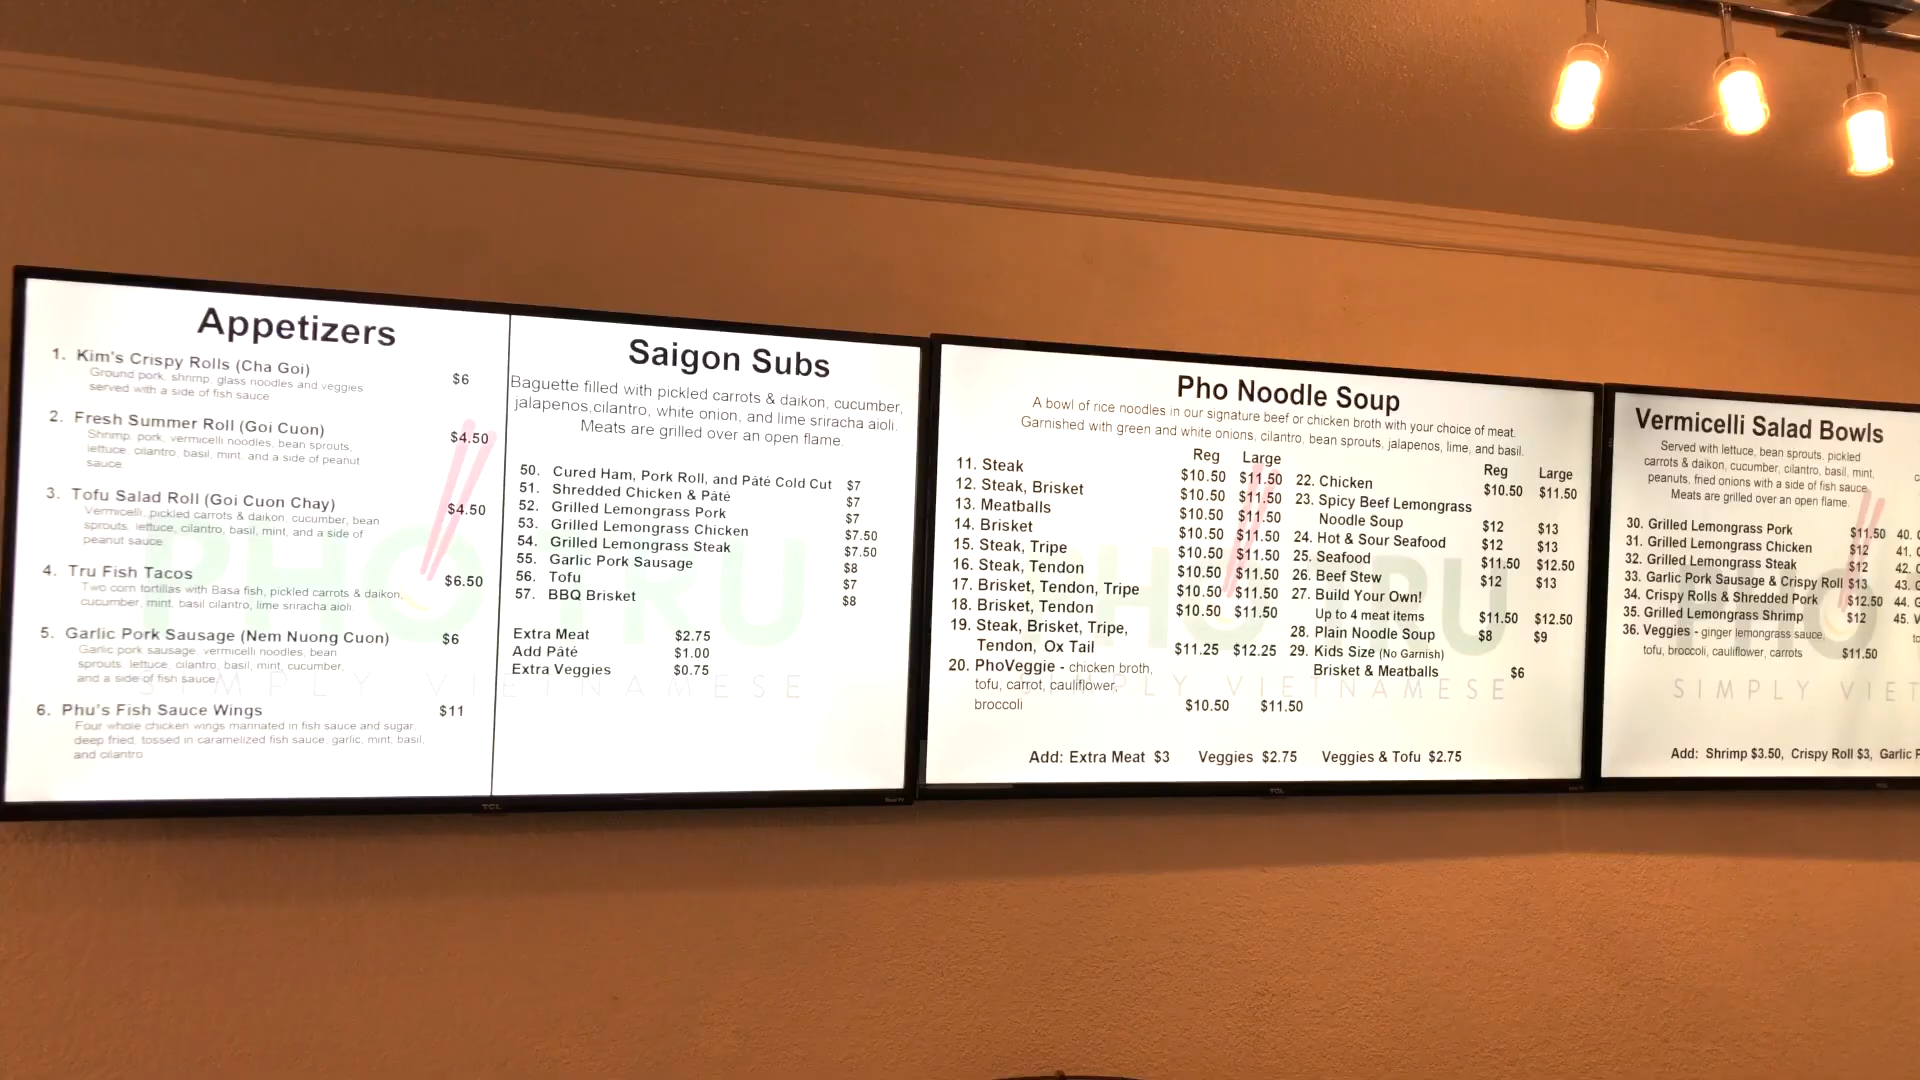 Appetizers
1. Kim's Crispy Rolls (Cha Goi) $6
Ground pork, shrimp, glass noodles and veggies
served with a side of fish sauce
2. Fresh Summer Roll (Goi Cuon) $4.50
Shrimp, pork, vermicelli noodles, bean sprouts,
lettuce, cilantro, basil, mint, and a side of peanut
sauce
3. Tofu Salad Roll (Goi Cuon Chay) $4.50
Vermicelli, pickled carrots & daikon, cucumber, bean
sprouts, lettuce, cilantro, basil, mint, and a side of
peanut sauce
4. Tru Fish Tacos $6.50
Two corn tortillas with Basa fish, pickled carrots & daikon,
cucumber, mint, basil cilantro, lime sriracha aioli.
5. Garlic Pork Sausage (Nem Nuong Cuon) $6
Garlic pork sausage, vermicelli noodles, bean
sprouts, lettuce, cilantro, basil, mint, cucumber,
and a side of fish sauce
6. Phu's Fish Sauce Wings $11
Four whole chicken wings marinated in fish sauce and sugar,
deep fried, tossed in caramelized fish sauce, garlic, mint, basil,
and cilantro
Saigon Subs
Baguette filled with pickled carrots & daikon, cucumber,
jalapenos,cilantro, white onion, and lime sriracha aioli.
Meats are grilled over an open flame.
50. Cured Ham, Pork Roll, and Pâté Cold Cut $7
51. Shredded Chicken & Pâté $7
52. Grilled Lemongrass Pork $7
53. Grilled Lemongrass Chicken $7.50
54. Grilled Lemongrass Steak $7.50
55. Garlic Pork Sausage $8
56. Tofu $7
57. BBQ Brisket $8
Extra Meat $2.75
Add Pâté $1.00
Extra Veggies $0.75
PHO TRU
SIMPLY VIETNAMESE
TCL
Pho Noodle Soup
A bowl of rice noodles in our signature beef or chicken broth with your choice of meat.
Garnished with green and white onions, cilantro, bean sprouts, jalapenos, lime, and basil.
Reg Large
11. Steak $10.50 $11.50
12. Steak, Brisket $10.50 $11.50
13. Meatballs $10.50 $11.50
14. Brisket $10.50 $11.50
15. Steak, Tripe $10.50 $11.50
16. Steak, Tendon $10.50 $11.50
17. Brisket, Tendon, Tripe $10.50 $11.50
18. Brisket, Tendon $10.50 $11.50
19. Steak, Brisket, Tripe,
Tendon, Ox Tail $11.25 $12.25
20. PhoVeggie - chicken broth,
tofu, carrot, cauliflower,
broccoli $10.50 $11.50
Reg Large
22. Chicken $10.50 $11.50
23. Spicy Beef Lemongrass
Noodle Soup $12 $13
24. Hot & Sour Seafood $12 $13
25. Seafood $11.50 $12.50
26. Beef Stew $12 $13
27. Build Your Own!
Up to 4 meat items $11.50 $12.50
28. Plain Noodle Soup $8 $9
29. Kids Size (No Garnish)
Brisket & Meatballs $6
Add: Extra Meat $3 Veggies $2.75 Veggies & Tofu $2.75
SIMPLY VIETNAMESE
TCL
Vermicelli Salad Bowls
Served with lettuce, bean sprouts, pickled
carrots & daikon, cucumber, cilantro, basil, mint,
peanuts, fried onions with a side of fish sauce
Meats are grilled over an open flame.
30. Grilled Lemongrass Pork $11.50 40.
31. Grilled Lemongrass Chicken $12 41.
32. Grilled Lemongrass Steak $12 42.
33. Garlic Pork Sausage & Crispy Roll $13 43.
34. Crispy Rolls & Shredded Pork $12.50 44.
35. Grilled Lemongrass Shrimp $12 45.
36. Veggies - ginger lemongrass sauce,
tofu, broccoli, cauliflower, carrots $11.50
SIMPLY VIET
Add: Shrimp $3.50, Crispy Roll $3, Garlic